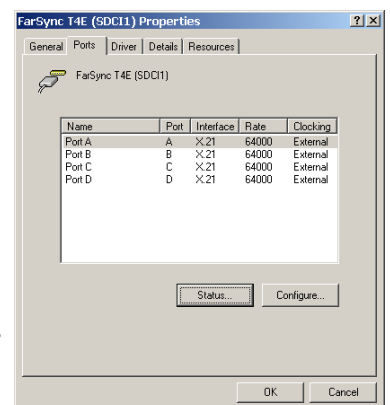 FarSync T4E (SDCI1) Properties ? X
General Ports Driver Details Resources
FarSync T4E (SDCI1)
Name Port Interface Rate Clocking
Port A A X.21 64000 External
Port B B X.21 64000 External
Port C C X.21 64000 External
Port D D X.21 64000 External
Status... Configure...
OK Cancel